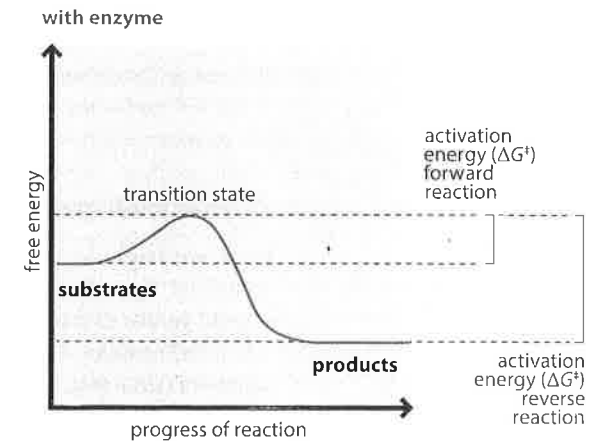 with enzyme
activation
energy (ΔG‡)
forward
reaction
transition state
free energy
substrates
products
activation
energy (ΔG‡)
reverse
reaction
progress of reaction